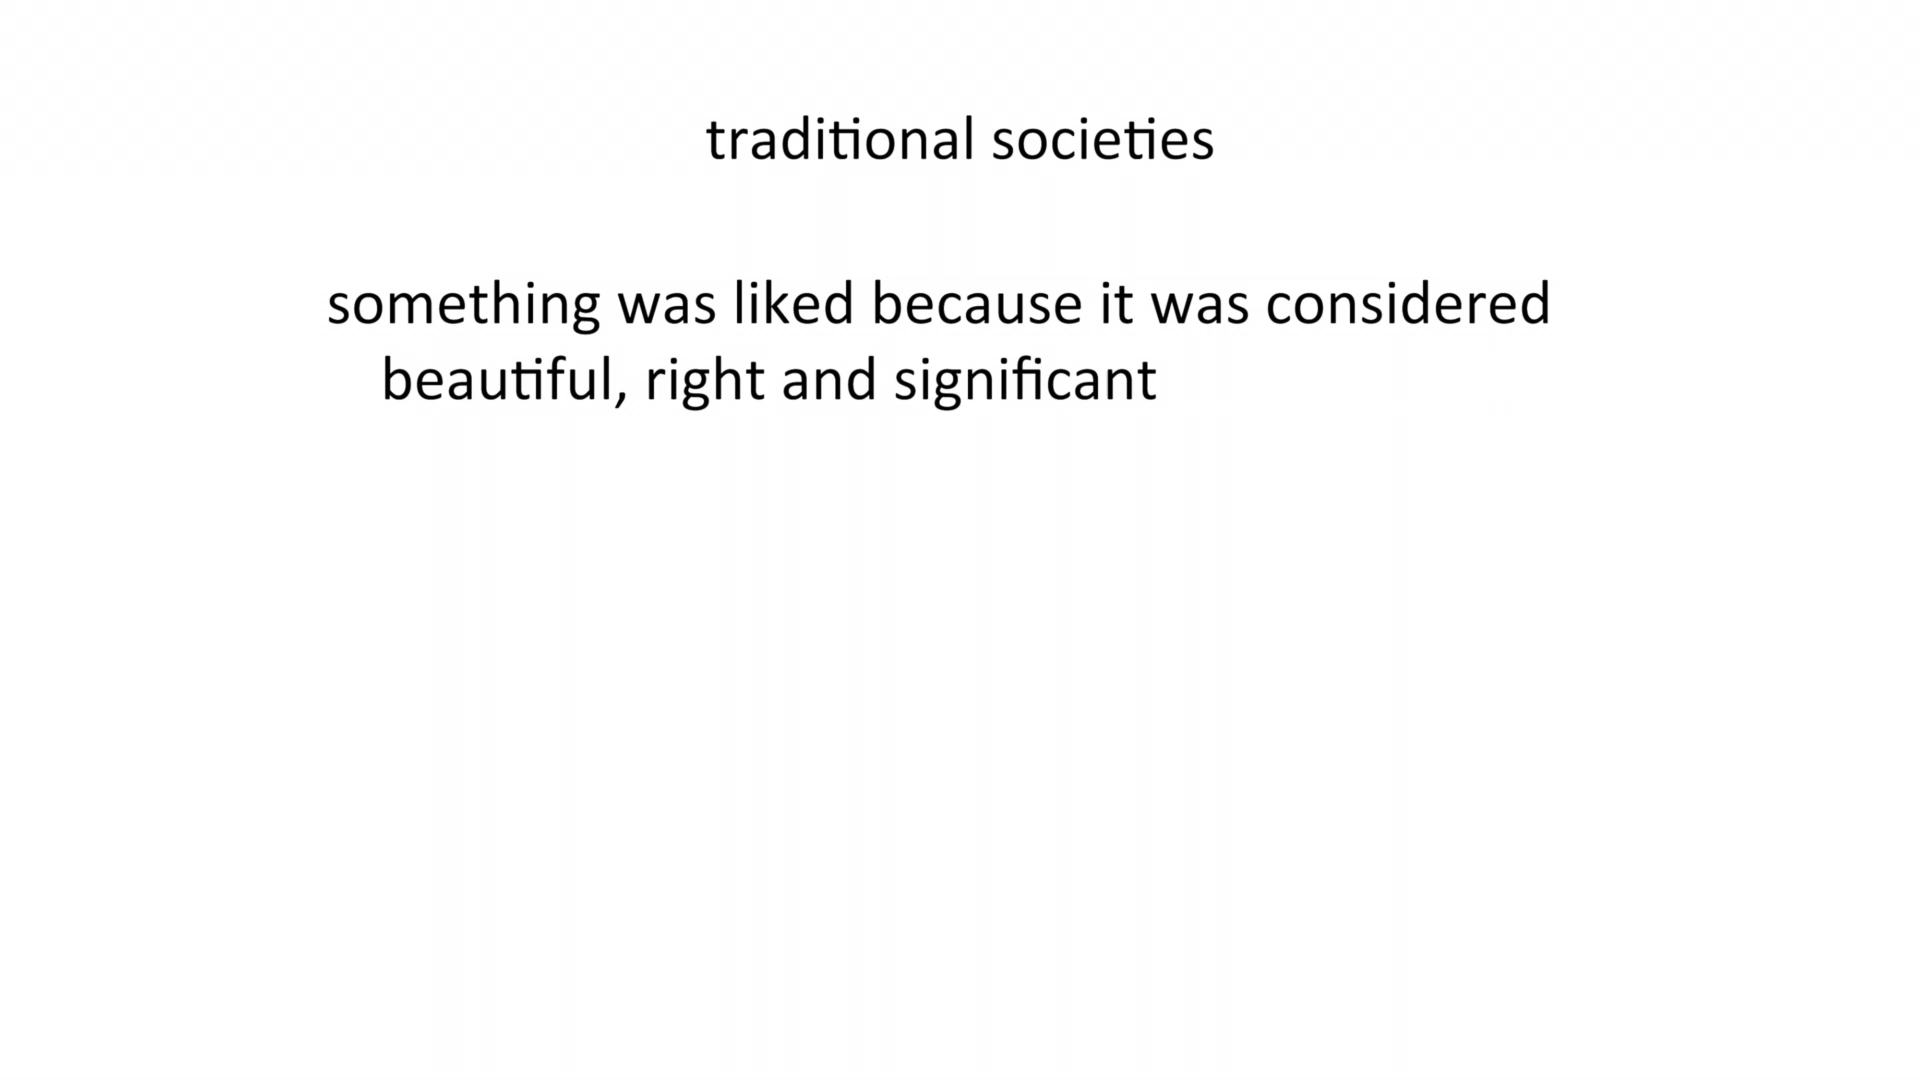 traditional societies
something was liked because it was considered
beautiful, right and significant